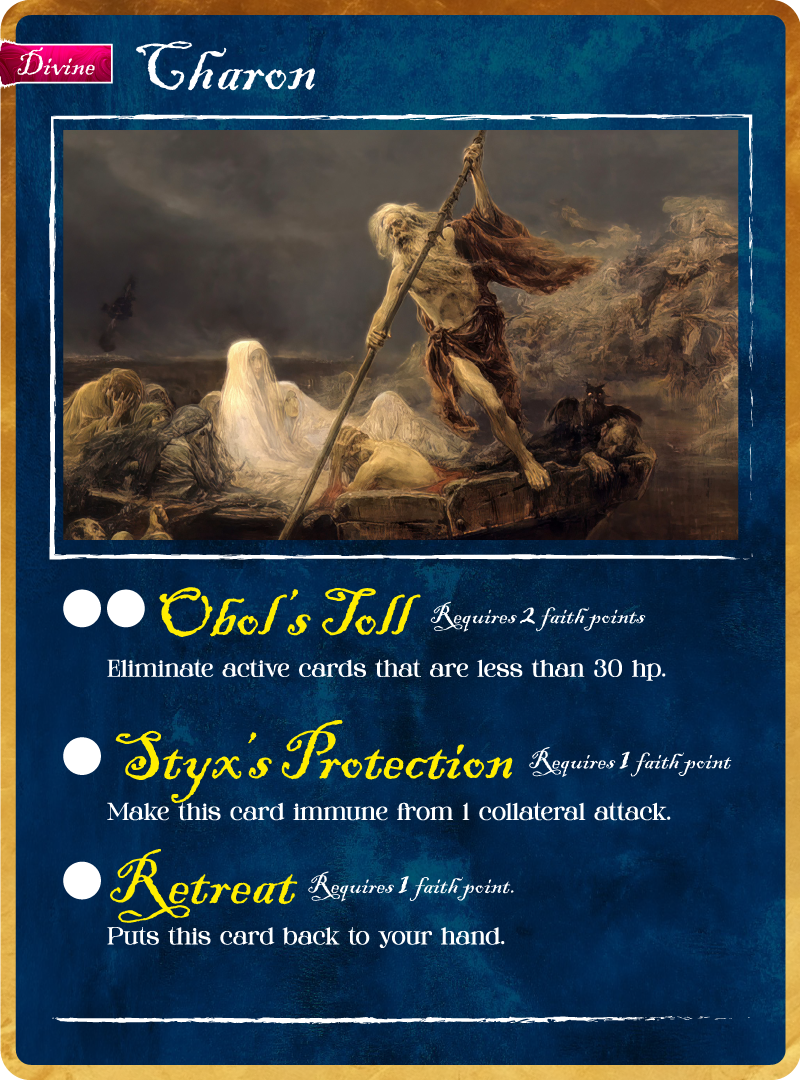 Divine
Charon
Obol's Toll Requires 2 faith points
Eliminate active cards that are less than 30 hp.
Styx's Protection Requires 1 faith point
Make this card immune from 1 collateral attack.
Retreat Requires 1 faith point.
Puts this card back to your hand.